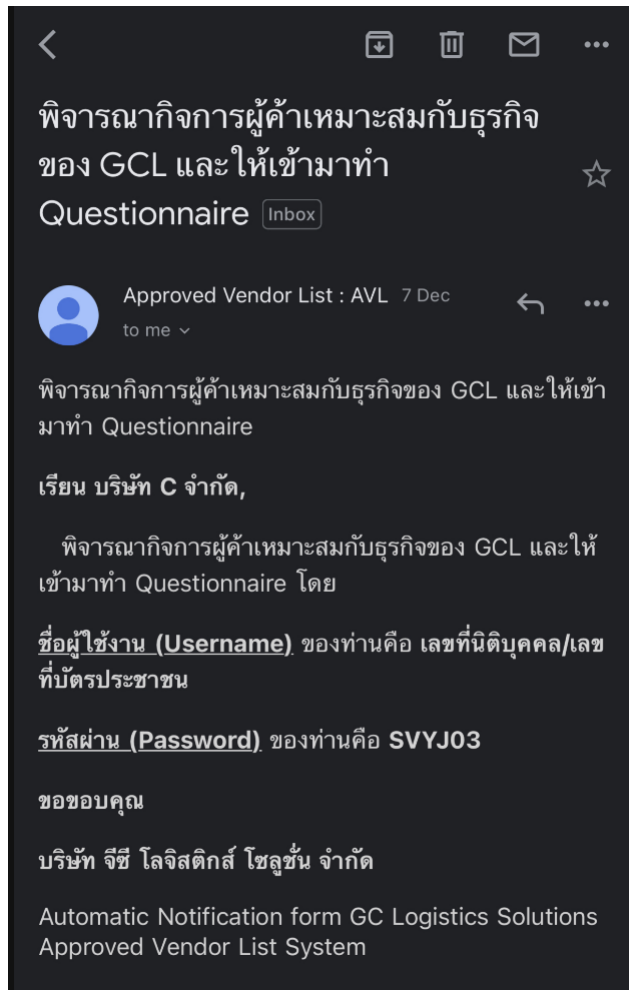 พิจารณากิจการผู้ค้าเหมาะสมกับธุรกิจ
ของ GCL และให้เข้ามาทำ
Questionnaire Inbox
Approved Vendor List : AVL 7 Dec
to me
พิจารณากิจการผู้ค้าเหมาะสมกับธุรกิจของ GCL และให้เข้า
มาทำ Questionnaire
เรียน บริษัท C จำกัด,
พิจารณากิจการผู้ค้าเหมาะสมกับธุรกิจของ GCL และให้
เข้ามาทำ Questionnaire โดย
ชื่อผู้ใช้งาน (Username) ของท่านคือ เลขที่นิติบุคคล/เลข
ที่บัตรประชาชน
รหัสผ่าน (Password) ของท่านคือ SVYJ03
ขอขอบคุณ
บริษัท จีซี โลจิสติกส์ โซลูชั่น จำกัด
Automatic Notification form GC Logistics Solutions
Approved Vendor List System